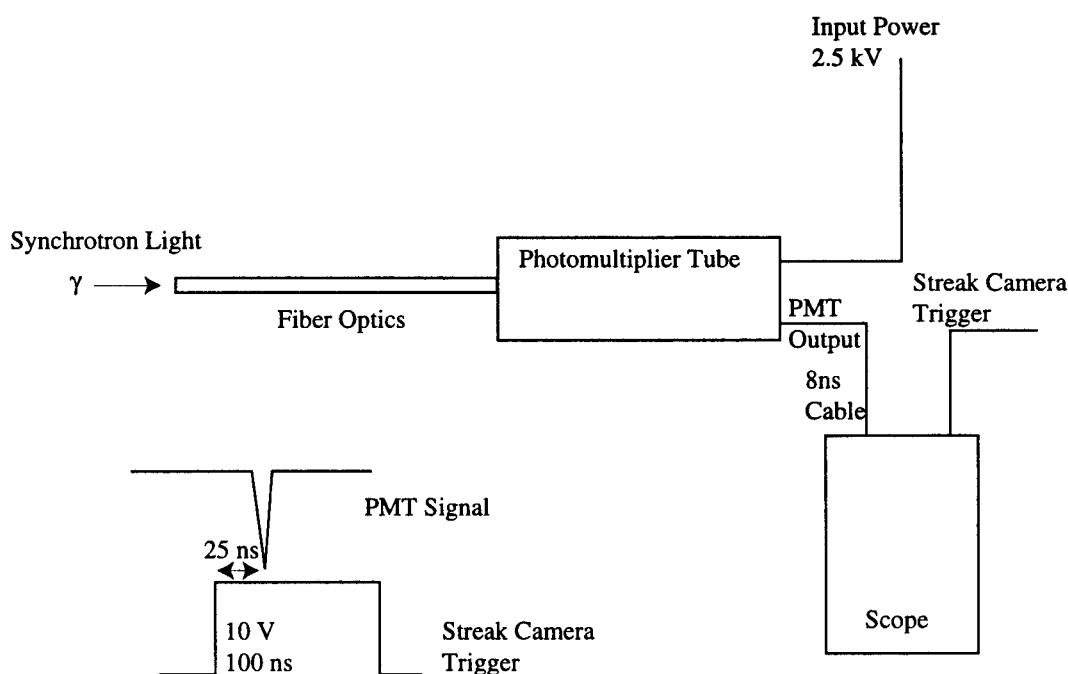 Input Power
2.5 kV
Synchrotron Light
γ
Fiber Optics
Photomultiplier Tube
PMT
Output
8ns
Cable
Streak Camera
Trigger
Scope
PMT Signal
25 ns
10 V
100 ns
Streak Camera
Trigger